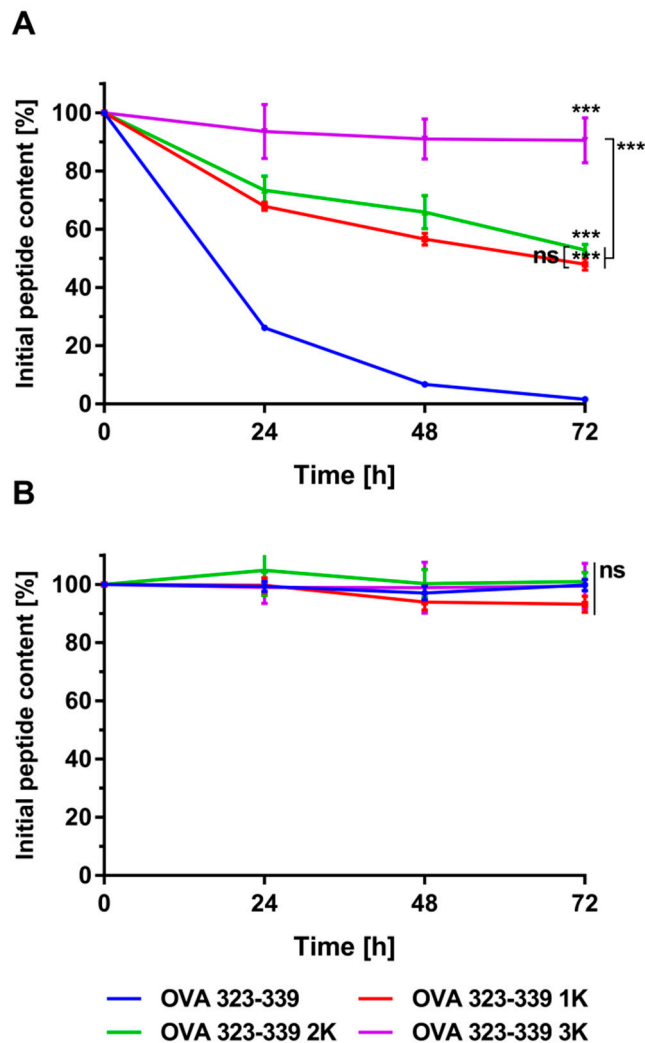 A
Initial peptide content [%]
100
80
60
40
20
0
***
***
***
ns
***
0 24 48 72
Time [h]
B
Initial peptide content [%]
100
80
60
40
20
0
ns
0 24 48 72
Time [h]
OVA 323-339 OVA 323-339 1K
OVA 323-339 2K OVA 323-339 3K